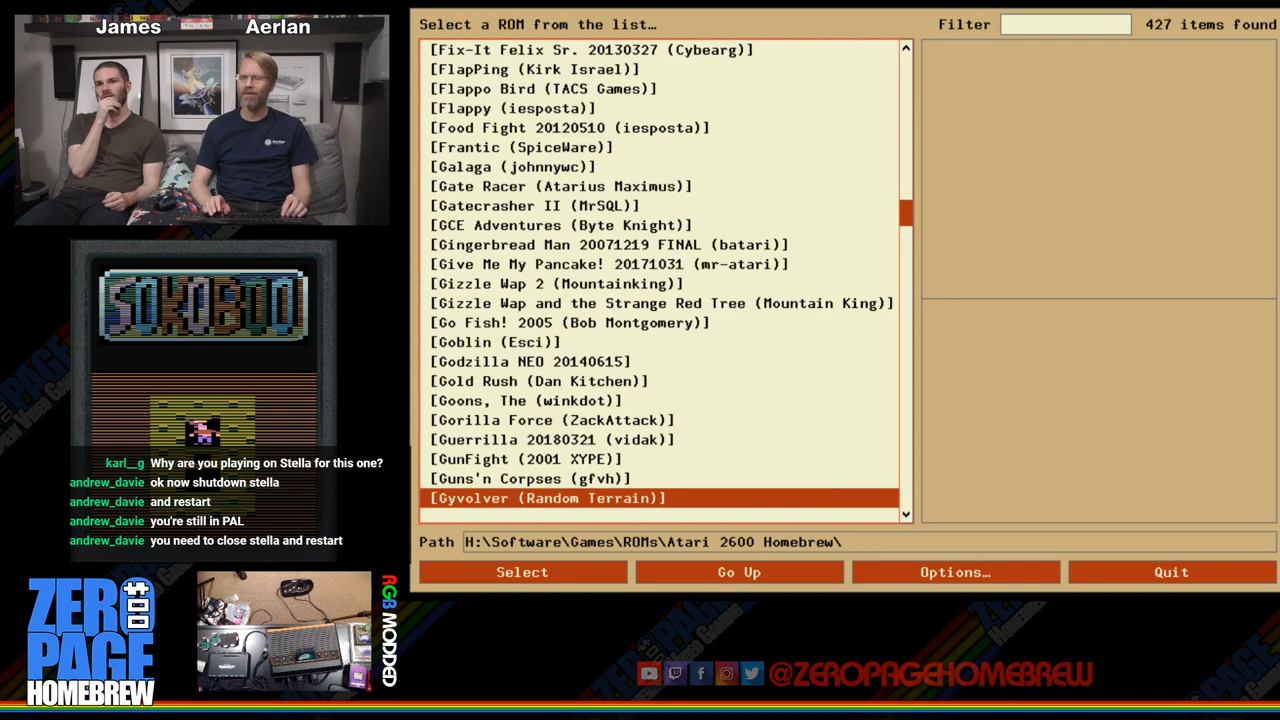 James
Aerlan
SOKOBOO
karl__g Why are you playing on Stella for this one?
andrew_davie ok now shutdown stella
andrew_davie and restart
andrew_davie you're still in PAL
andrew_davie you need to close stella and restart
ZERO
PAGE
HOMEBREW
RGB MODDED
Select a ROM from the list…
Filter
427 items found
[Fix-It Felix Sr. 20130327 (Cybearg)]
[FlapPing (Kirk Israel)]
[Flappo Bird (TACS Games)]
[Flappy (iesposta)]
[Food Fight 20120510 (iesposta)]
[Frantic (SpiceWare)]
[Galaga (johnnywc)]
[Gate Racer (Atarius Maximus)]
[Gatecrasher II (MrSQL)]
[GCE Adventures (Byte Knight)]
[Gingerbread Man 20071219 FINAL (batari)]
[Give Me My Pancake! 20171031 (mr-atari)]
[Gizzle Wap 2 (Mountainking)]
[Gizzle Wap and the Strange Red Tree (Mountain King)]
[Go Fish! 2005 (Bob Montgomery)]
[Goblin (Esci)]
[Godzilla NEO 20140615]
[Gold Rush (Dan Kitchen)]
[Goons, The (winkdot)]
[Gorilla Force (ZackAttack)]
[Guerrilla 20180321 (vidak)]
[GunFight (2001 XYPE)]
[Guns'n Corpses (gfvh)]
[Gyvolver (Random Terrain)]
Path H:\Software\Games\ROMs\Atari 2600 Homebrew\
Select
Go Up
Options…
Quit
@ZEROPAGEHOMEBREW